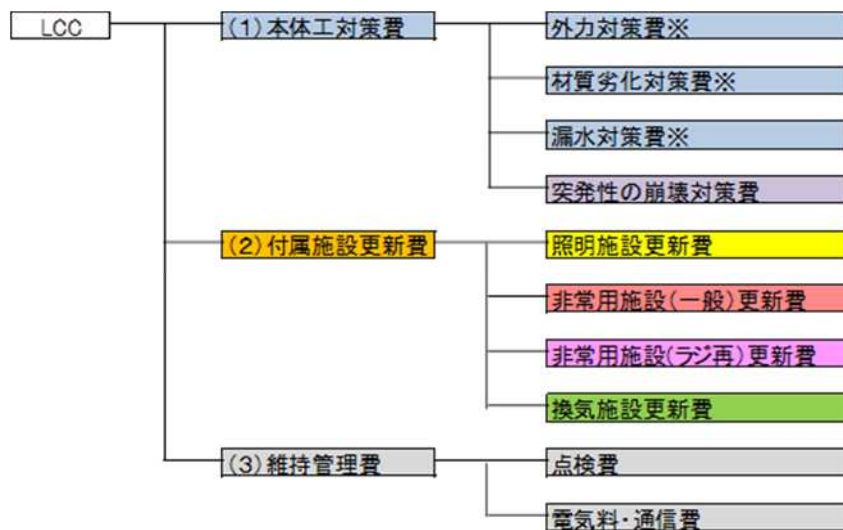 LCC
(1)本体工対策費
外力対策費※
材質劣化対策費※
漏水対策費※
突発性の崩壊対策費
(2)付属施設更新費
照明施設更新費
非常用施設(一般)更新費
非常用施設(ラジ再)更新費
換気施設更新費
(3)維持管理費
点検費
電気料・通信費